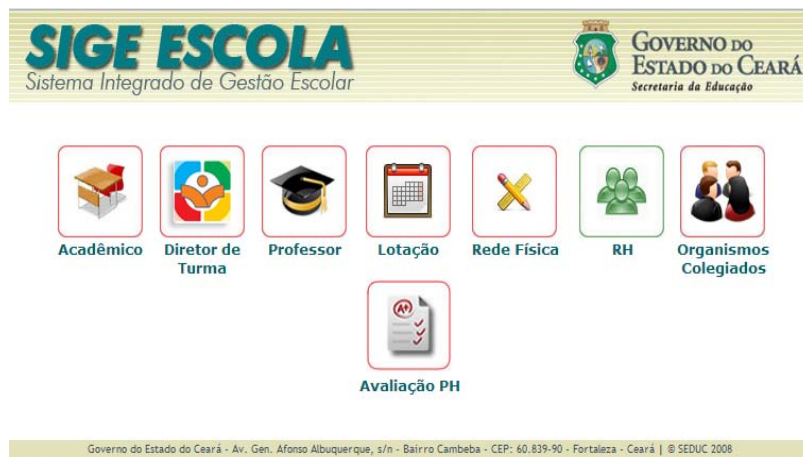 SIGE ESCOLA
Sistema Integrado de Gestão Escolar
GOVERNO DO
ESTADO DO CEARÁ
Secretaria da Educação
Acadêmico
Diretor de
Turma
Professor
Lotação
Rede Física
RH
Organismos
Colegiados
A+
Avaliação PH
Governo do Estado do Ceará - Av. Gen. Afonso Albuquerque, s/n - Bairro Cambeba - CEP: 60.839-90 - Fortaleza - Ceará | © SEDUC 2008